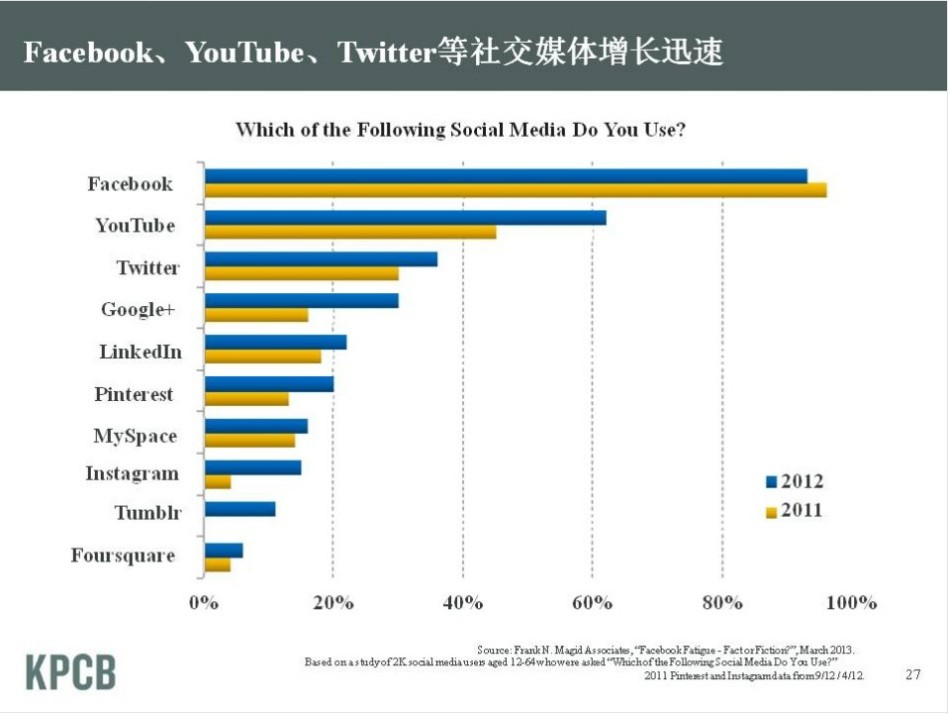 Facebook、YouTube、Twitter等社交媒体增长迅速
Which of the Following Social Media Do You Use?
Facebook
YouTube
Twitter
Google+
LinkedIn
Pinterest
MySpace
Instagram
Tumblr
Foursquare
2012
2011
0% 20% 40% 60% 80% 100%
Source: Frank N. Magid Associates, “Facebook Fatigue – Fact or Fiction?”, March 2013.
Based on a study of 2K social media users aged 12-64 who were asked “Which of the Following Social Media Do You Use?”
2011 Pinterest and Instagram data from 9/12 / 4/12.
KPCB
27